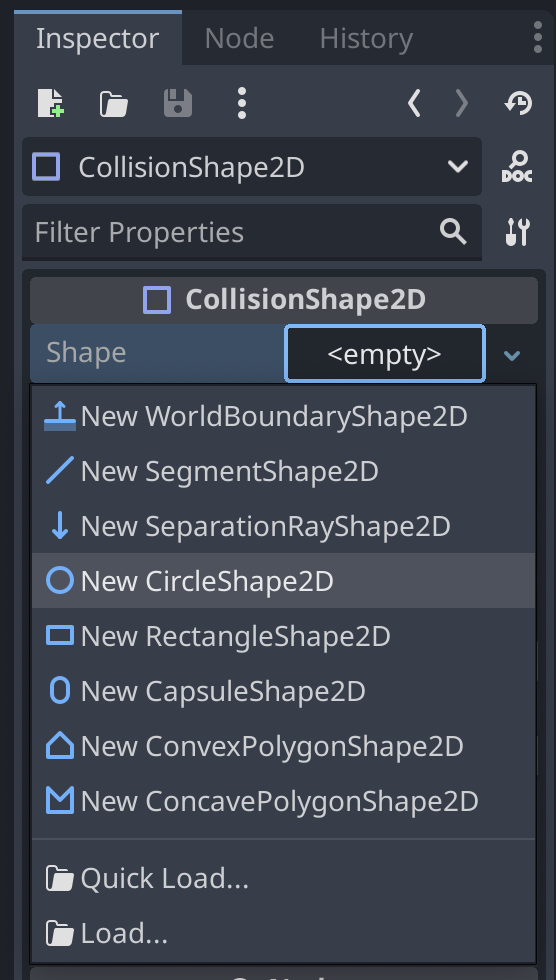 Inspector Node History
CollisionShape2D
DOC
Filter Properties
CollisionShape2D
Shape <empty>
New WorldBoundaryShape2D
New SegmentShape2D
New SeparationRayShape2D
New CircleShape2D
New RectangleShape2D
New CapsuleShape2D
New ConvexPolygonShape2D
New ConcavePolygonShape2D
Quick Load...
Load...